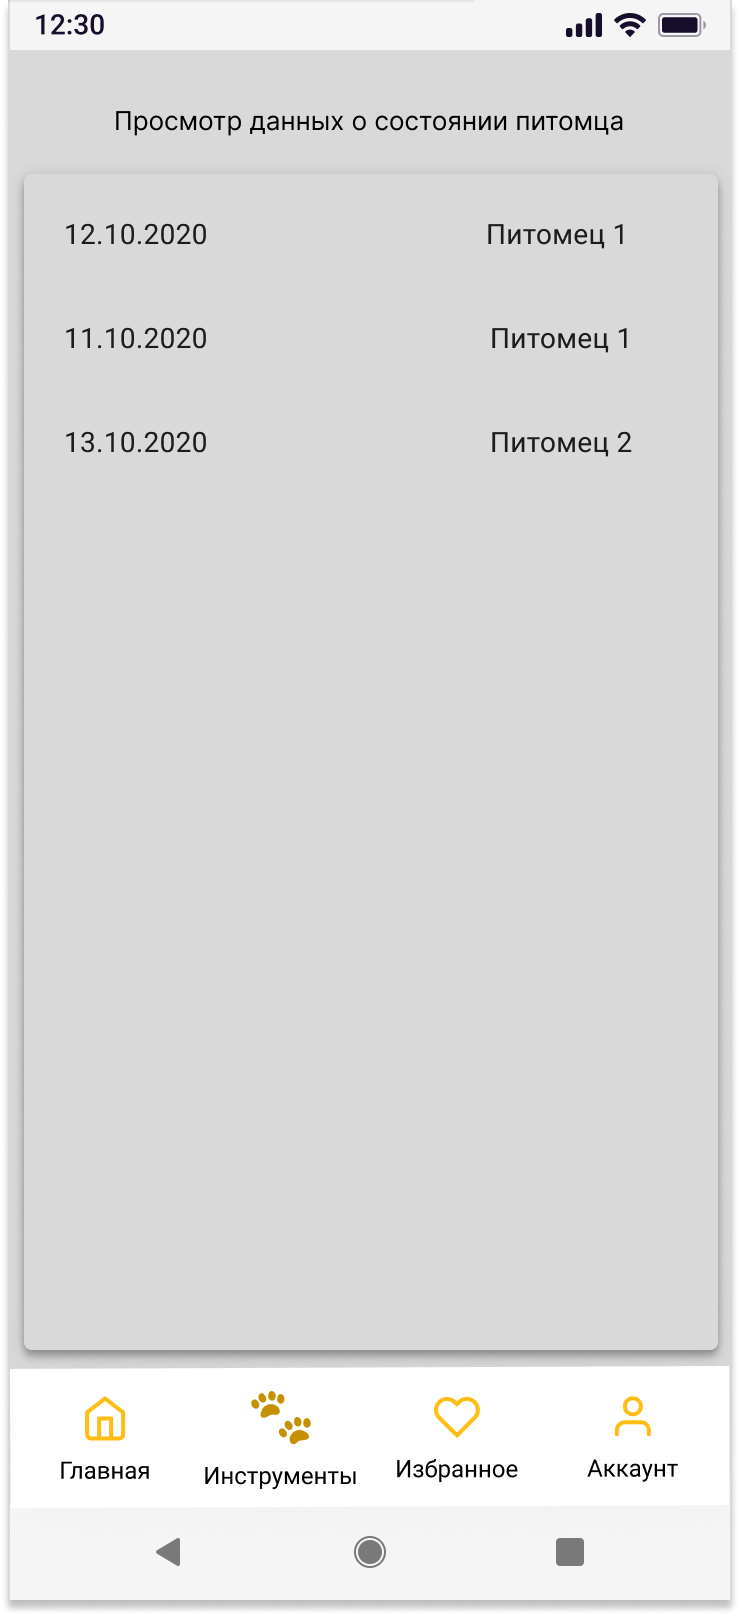 12:30
Просмотр данных о состоянии питомца
12.10.2020 Питомец 1
11.10.2020 Питомец 1
13.10.2020 Питомец 2
Главная Инструменты Избранное Аккаунт